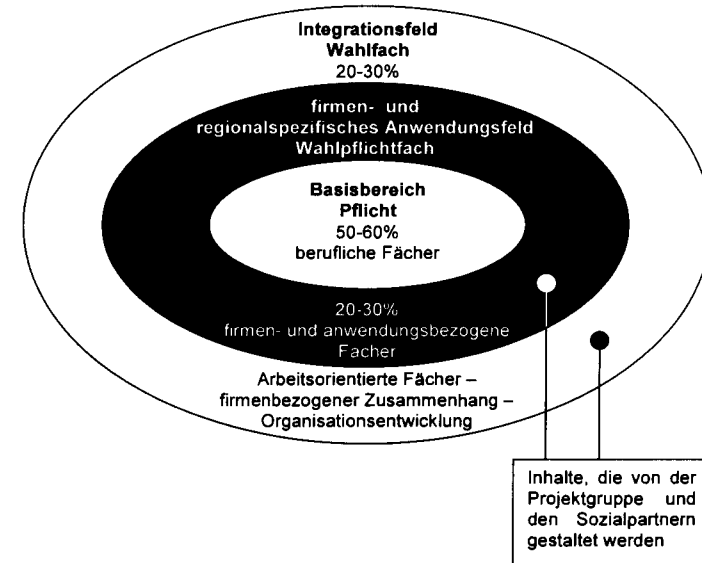 Integrationsfeld
Wahlfach
20-30%
firmen- und
regionalspezifisches Anwendungsfeld
Wahlpflichtfach
Basisbereich
Pflicht
50-60%
berufliche Fächer
20-30%
firmen- und anwendungsbezogene
Fächer
Arbeitsorientierte Fächer –
firmenbezogener Zusammenhang –
Organisationsentwicklung
Inhalte, die von der
Projektgruppe und
den Sozialpartnern
gestaltet werden